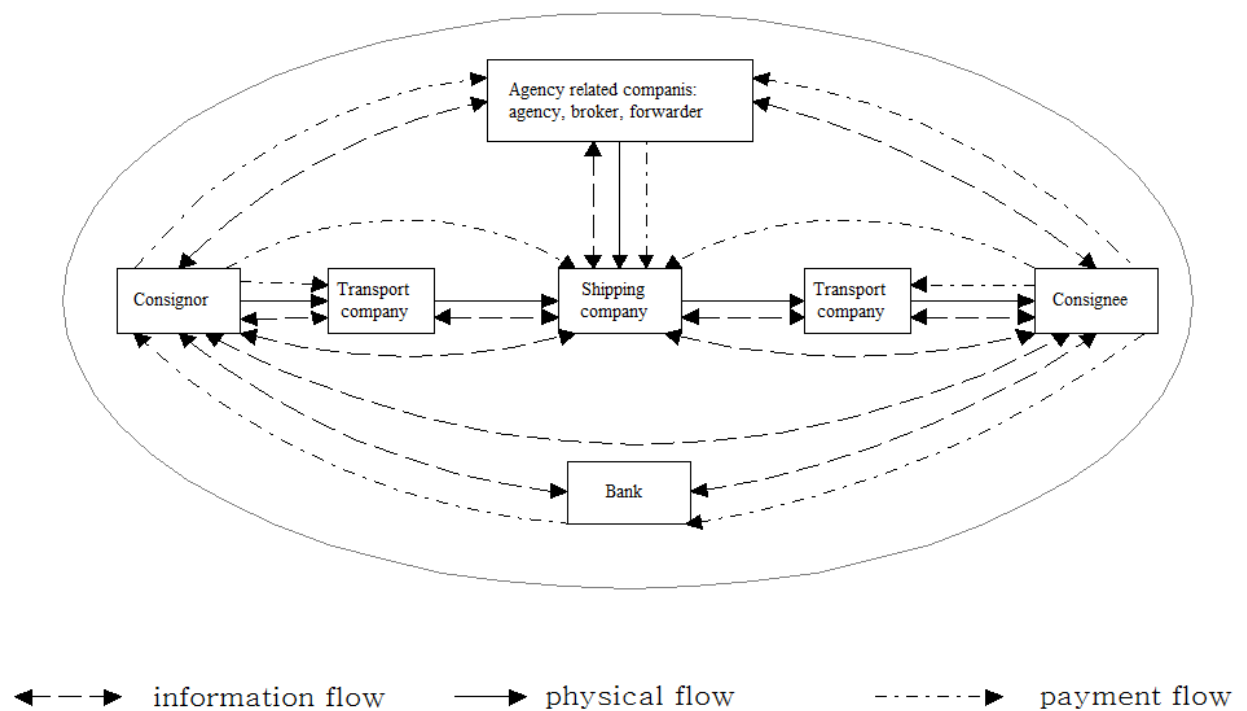 Agency related companis:
agency, broker, forwarder
Consignor
Transport
company
Shipping
company
Transport
company
Consignee
Bank
information flow
physical flow
payment flow